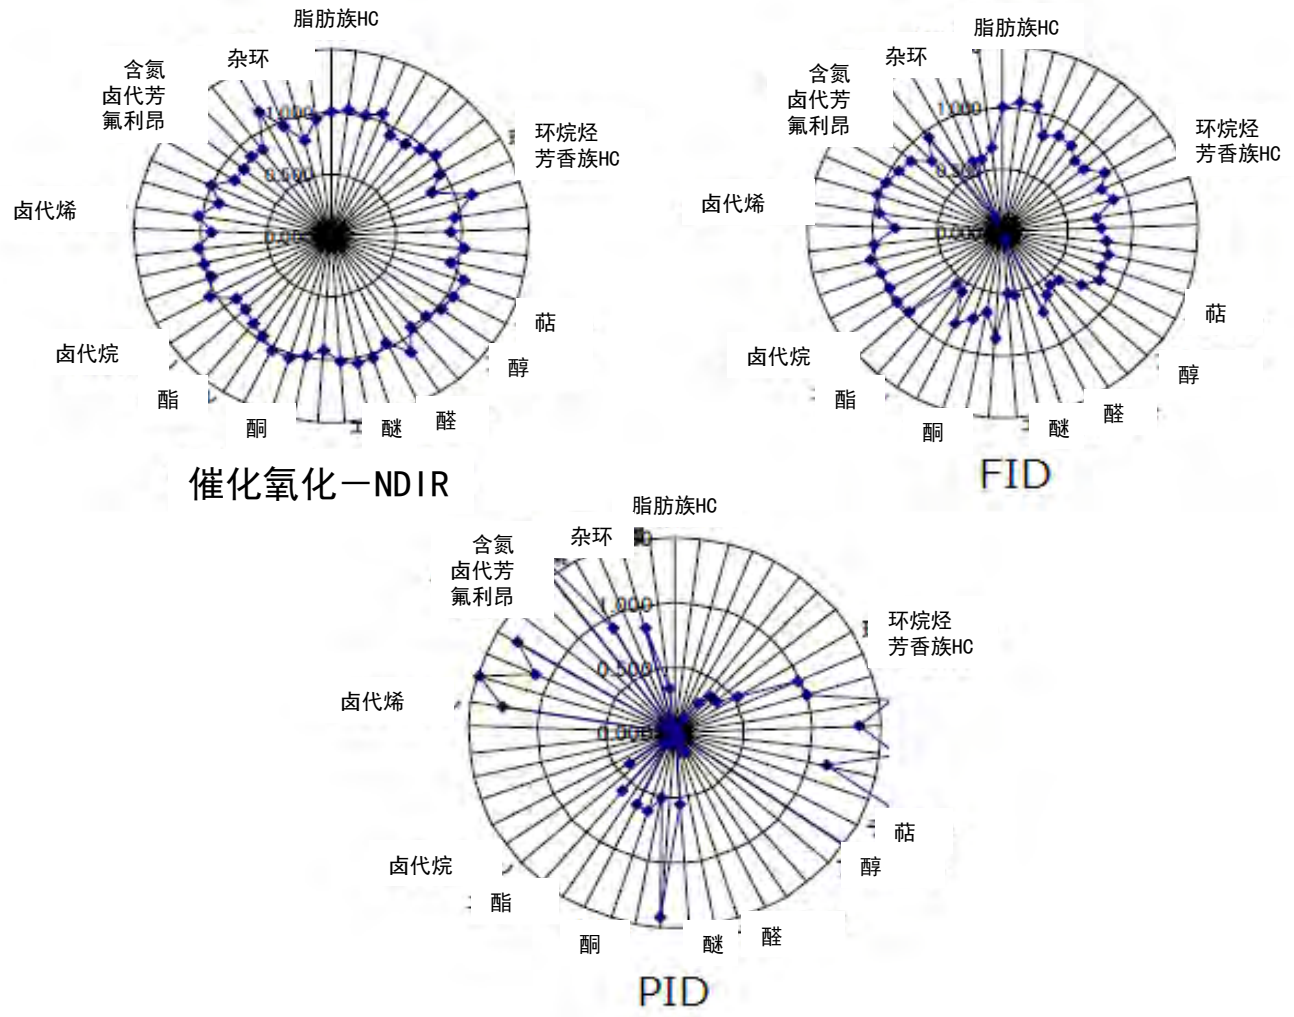 脂肪族HC
杂环
含氮
卤代芳
氟利昂
1.000
0.500
0.000
环烷烃
芳香族HC
卤代烯
萜
卤代烷
醇
酯
酮
醚
醛
催化氧化－NDIR
脂肪族HC
杂环
含氮
卤代芳
氟利昂
1.000
0.500
0.000
环烷烃
芳香族HC
卤代烯
萜
卤代烷
醇
酯
酮
醚
醛
FID
脂肪族HC
杂环
含氮
卤代芳
氟利昂
1.000
0.500
0.000
环烷烃
芳香族HC
卤代烯
萜
卤代烷
醇
酯
酮
醚
醛
PID